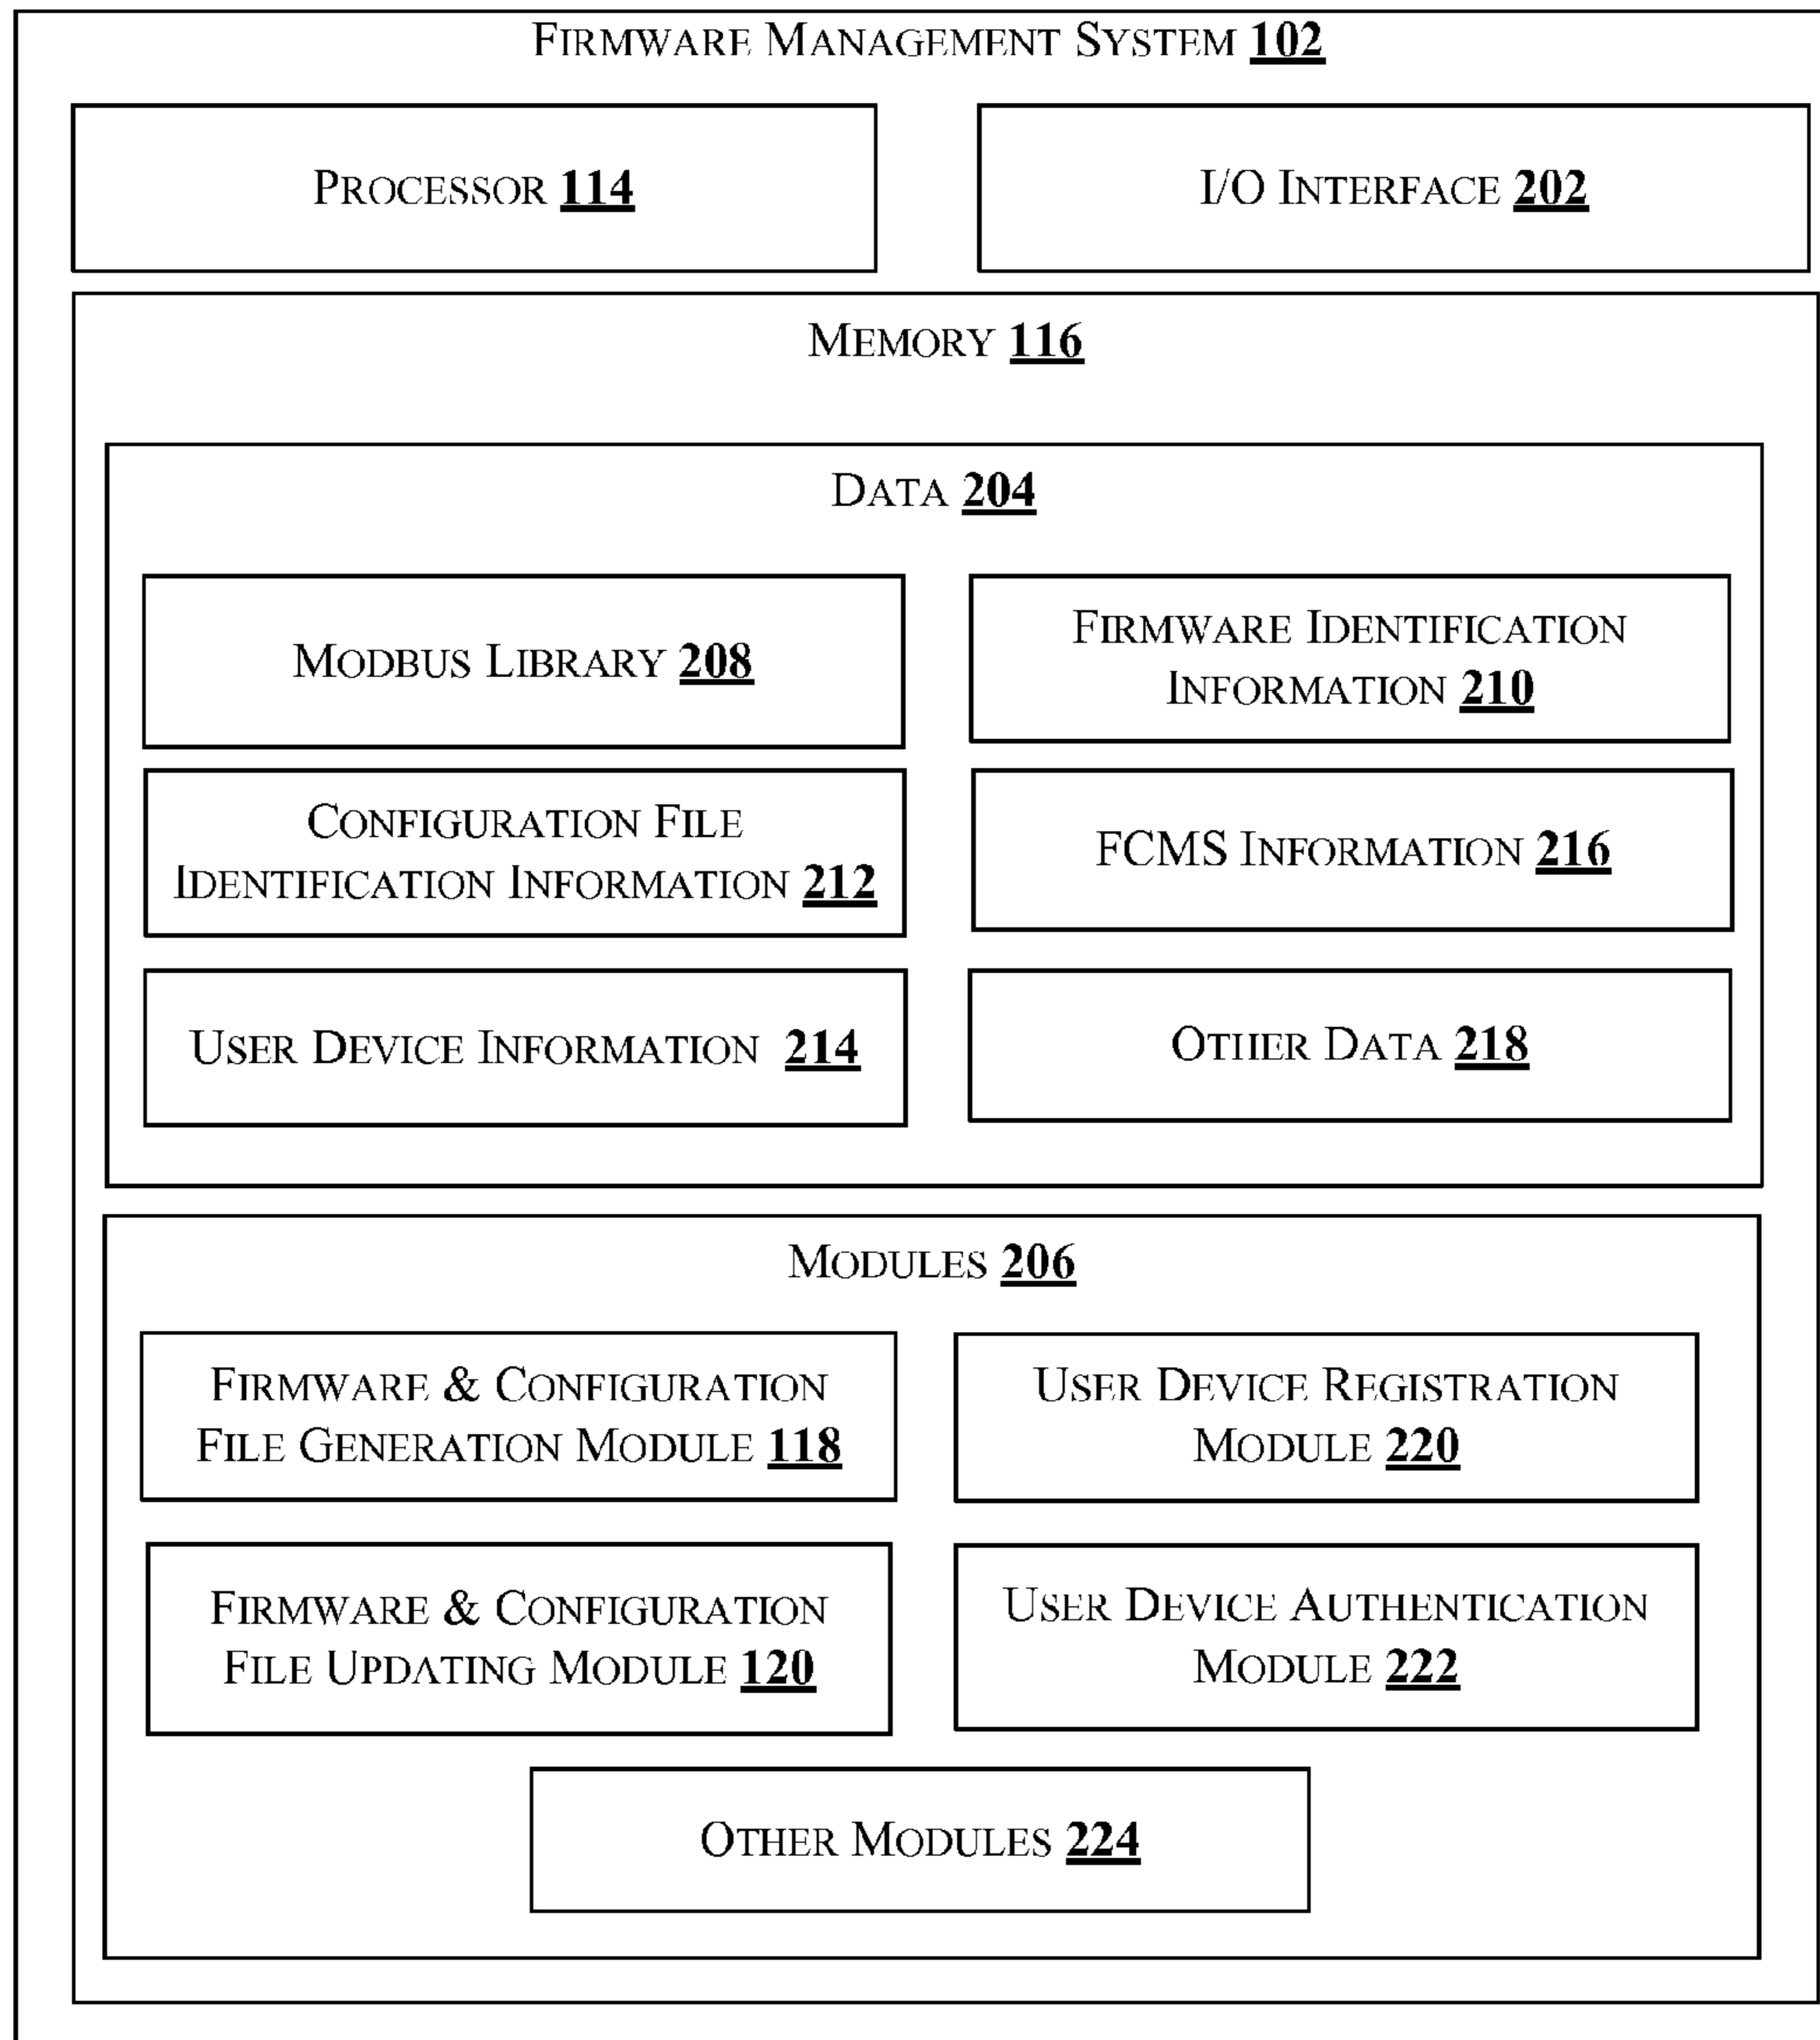 FIRMWARE MANAGEMENT SYSTEM 102
PROCESSOR 114
I/O INTERFACE 202
MEMORY 116
DATA 204
MODBUS LIBRARY 208
FIRMWARE IDENTIFICATION
INFORMATION 210
CONFIGURATION FILE
IDENTIFICATION INFORMATION 212
FCMS INFORMATION 216
USER DEVICE INFORMATION 214
OTHER DATA 218
MODULES 206
FIRMWARE & CONFIGURATION
FILE GENERATION MODULE 118
USER DEVICE REGISTRATION
MODULE 220
FIRMWARE & CONFIGURATION
FILE UPDATING MODULE 120
USER DEVICE AUTHENTICATION
MODULE 222
OTHER MODULES 224